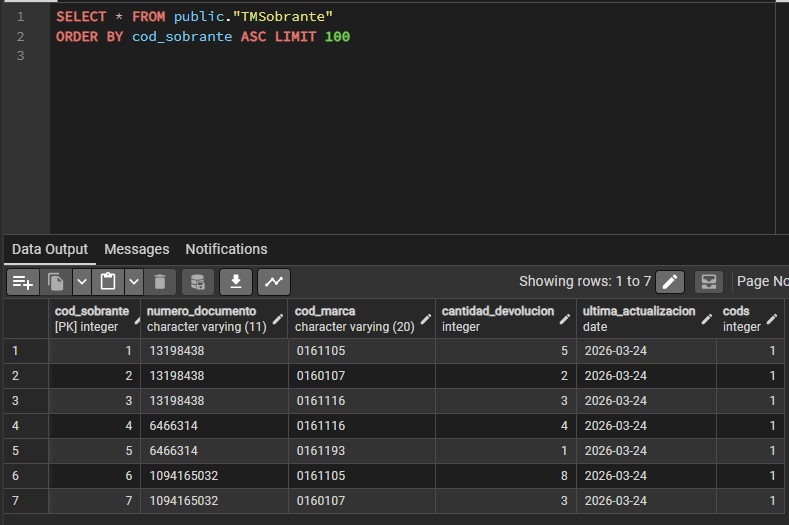 1 SELECT * FROM public."TMSobrante"
2 ORDER BY cod_sobrante ASC LIMIT 100
3
Data Output Messages Notifications
Showing rows: 1 to 7 Page No
cod_sobrante numero_documento cod_marca cantidad_devolucion ultima_actualizacion cods
[PK] integer character varying (11) character varying (20) integer date integer
1 1 13198438 0161105 5 2026-03-24 1
2 2 13198438 0160107 2 2026-03-24 1
3 3 13198438 0161116 3 2026-03-24 1
4 4 6466314 0161116 4 2026-03-24 1
5 5 6466314 0161193 1 2026-03-24 1
6 6 1094165032 0161105 8 2026-03-24 1
7 7 1094165032 0160107 3 2026-03-24 1